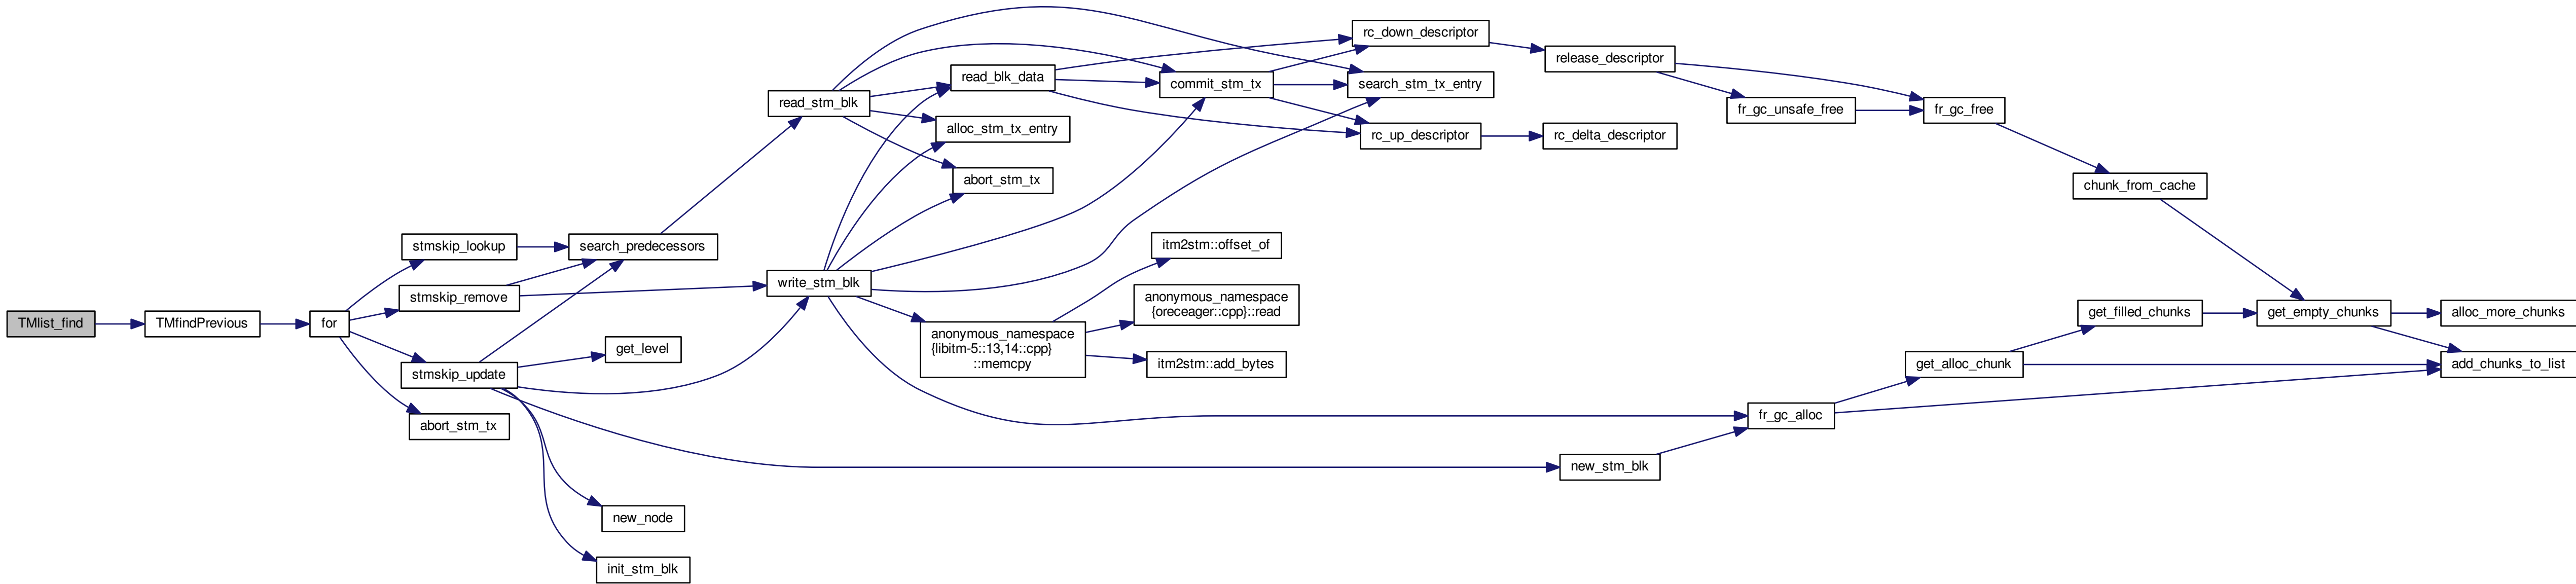 TMlist_find
TMfindPrevious
for
stmskip_lookup
stmskip_remove
stmskip_update
abort_stm_tx
search_predecessors
get_level
new_node
init_stm_blk
read_stm_blk
write_stm_blk
read_blk_data
alloc_stm_tx_entry
abort_stm_tx
anonymous_namespace
{libitm-5::13,14::cpp}
::memcpy
commit_stm_tx
itm2stm::offset_of
anonymous_namespace
{oreceager::cpp}::read
itm2stm::add_bytes
rc_down_descriptor
search_stm_tx_entry
rc_up_descriptor
release_descriptor
rc_delta_descriptor
new_stm_blk
fr_gc_unsafe_free
fr_gc_alloc
fr_gc_free
get_alloc_chunk
chunk_from_cache
get_filled_chunks
get_empty_chunks
alloc_more_chunks
add_chunks_to_list